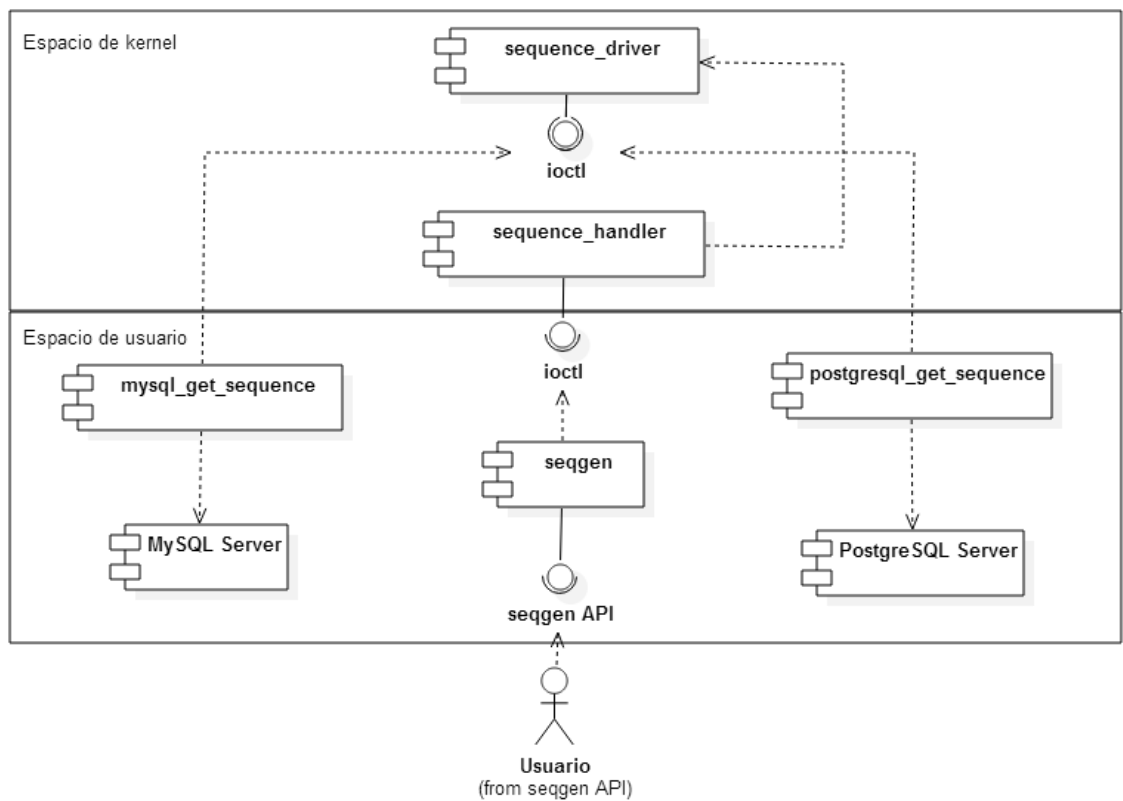 Espacio de kernel
sequence_driver
ioctl
sequence_handler
Espacio de usuario
ioctl
mysql_get_sequence
postgresql_get_sequence
seqgen
MySQL Server
PostgreSQL Server
seqgen API
Usuario
(from seqgen API)